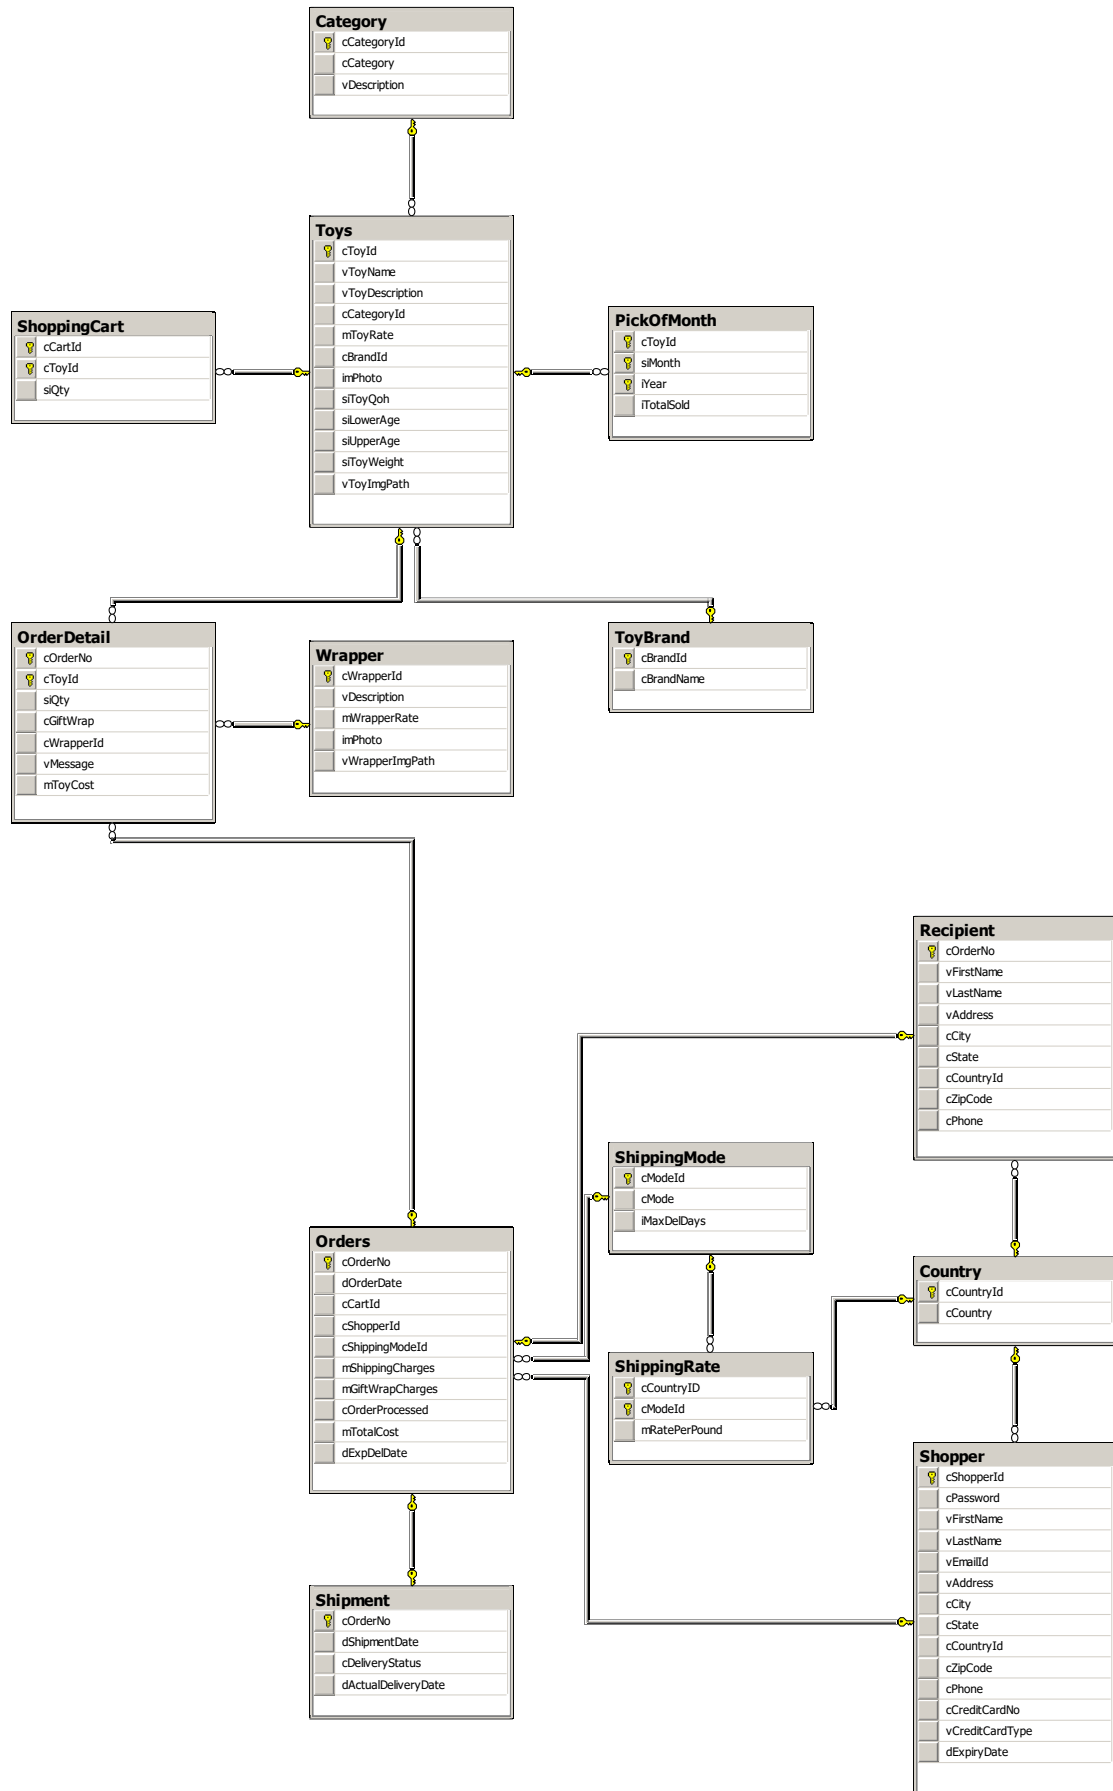 Category
cCategoryId
cCategory
vDescription
Toys
cToyId
vToyName
vToyDescription
cCategoryId
mToyRate
cBrandId
imPhoto
siToyQoh
siLowerAge
siUpperAge
siToyWeight
vToyImgPath
ShoppingCart
cCartId
cToyId
siQty
PickOfMonth
cToyId
siMonth
iYear
iTotalSold
OrderDetail
cOrderNo
cToyId
siQty
cGiftWrap
cWrapperId
vMessage
mToyCost
Wrapper
cWrapperId
vDescription
mWrapperRate
imPhoto
vWrapperImgPath
ToyBrand
cBrandId
cBrandName
Recipient
cOrderNo
vFirstName
vLastName
vAddress
cCity
cState
cCountryId
cZipCode
cPhone
ShippingMode
cModeId
cMode
iMaxDelDays
Orders
cOrderNo
dOrderDate
cCartId
cShopperId
cShippingModeId
mShippingCharges
mGiftWrapCharges
cOrderProcessed
mTotalCost
dExpDelDate
Country
cCountryId
cCountry
ShippingRate
cCountryID
cModeId
mRatePerPound
Shopper
cShopperId
cPassword
vFirstName
vLastName
vEmailId
vAddress
cCity
cState
cCountryId
cZipCode
cPhone
cCreditCardNo
vCreditCardType
dExpiryDate
Shipment
cOrderNo
dShipmentDate
cDeliveryStatus
dActualDeliveryDate